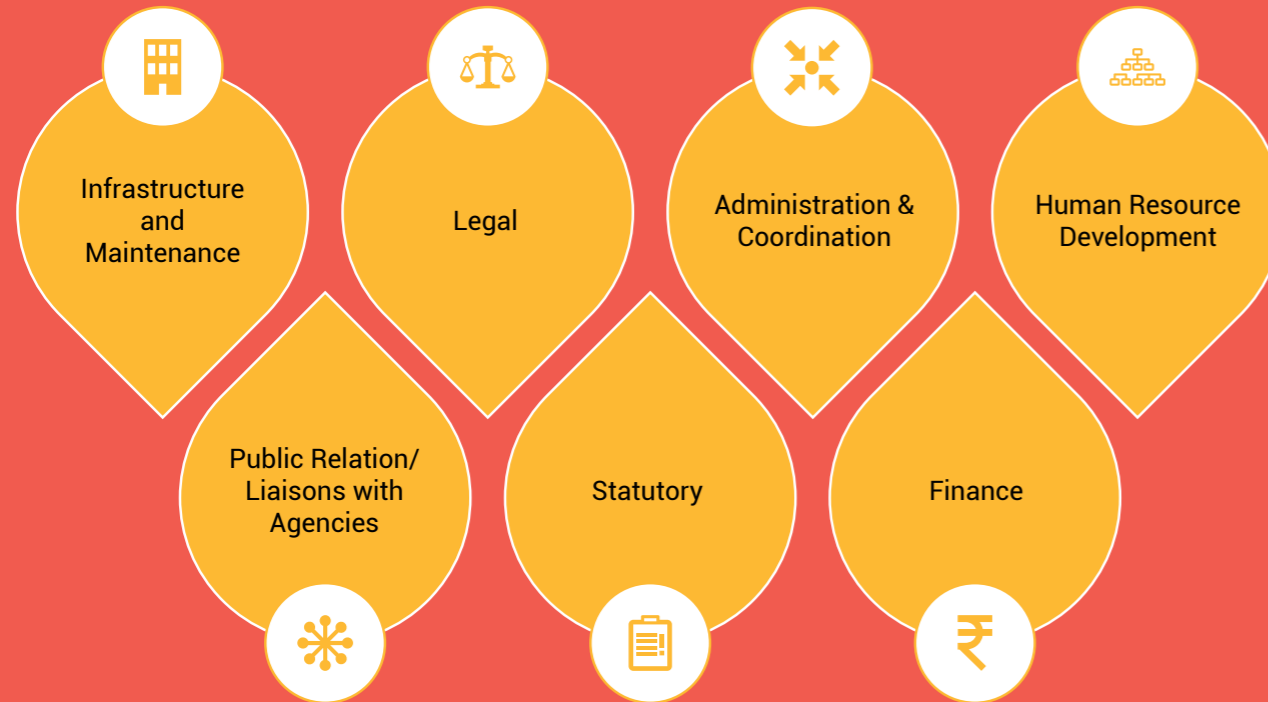 Infrastructure
and
Maintenance
Legal
Administration &
Coordination
Human Resource
Development
Public Relation/
Liaisons with
Agencies
Statutory
Finance
₹